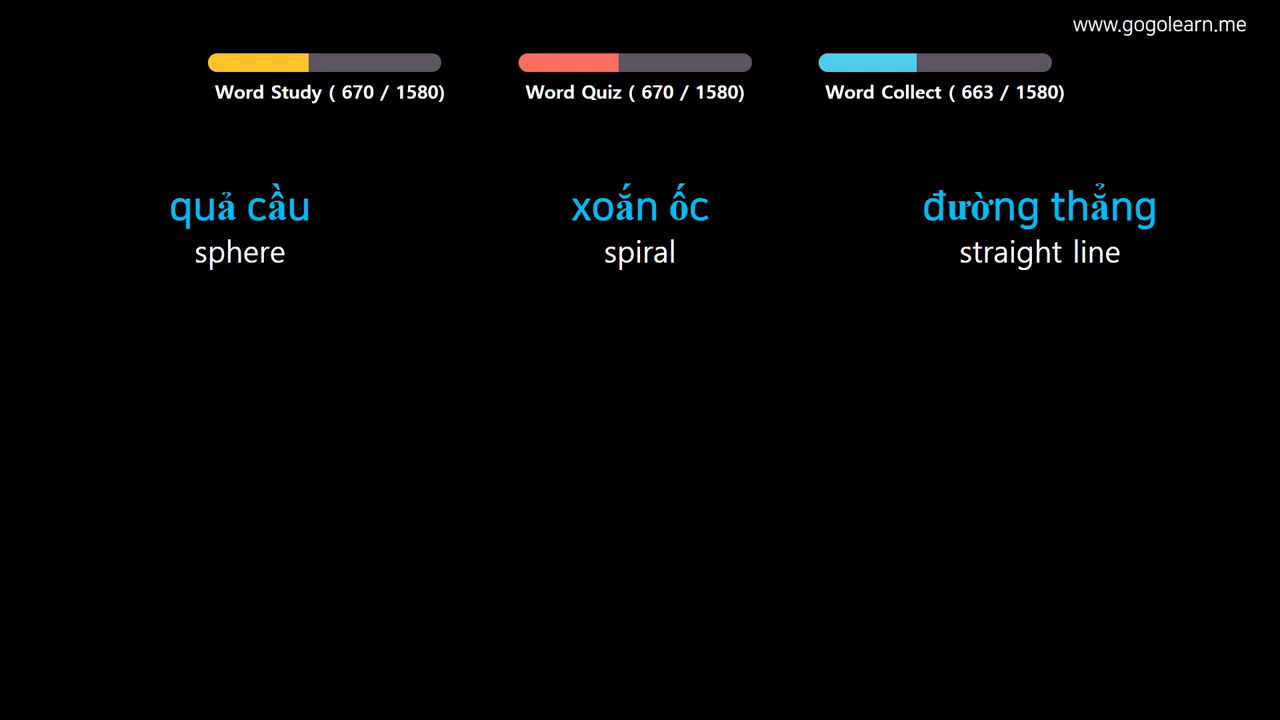 www.gogolearn.me
Word Study ( 670 / 1580)
Word Quiz ( 670 / 1580)
Word Collect ( 663 / 1580)
quả cầu
sphere
xoắn ốc
spiral
đường thẳng
straight line